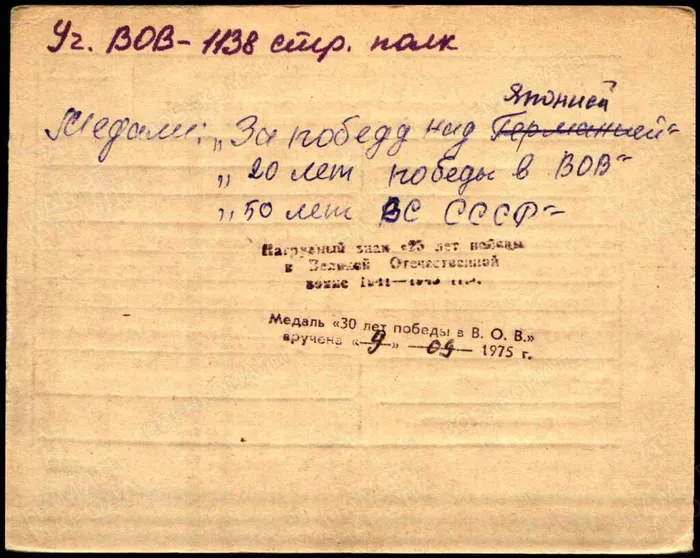 Уч. ВОВ - 1138 стр. полк
Японией
Медали: „За победу над Германией"
„20 лет победы в ВОВ"
„50 лет ВС СССР"
Нагрудный знак «25 лет победы
в Великой Отечественной
войне 1941—1945 гг».
Медаль «30 лет победы в В. О. В.»
вручена «9» 09 1975 г.